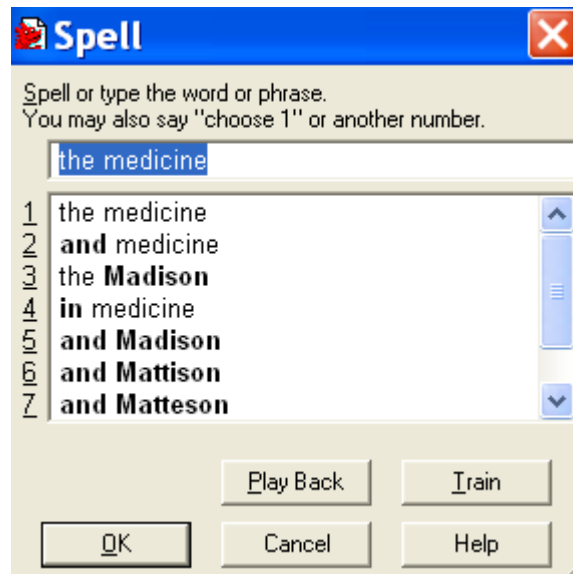 Spell
Spell or type the word or phrase.
You may also say "choose 1" or another number.
the medicine
1 the medicine
2 and medicine
3 the Madison
4 in medicine
5 and Madison
6 and Mattison
7 and Matteson
Play Back Train
OK Cancel Help